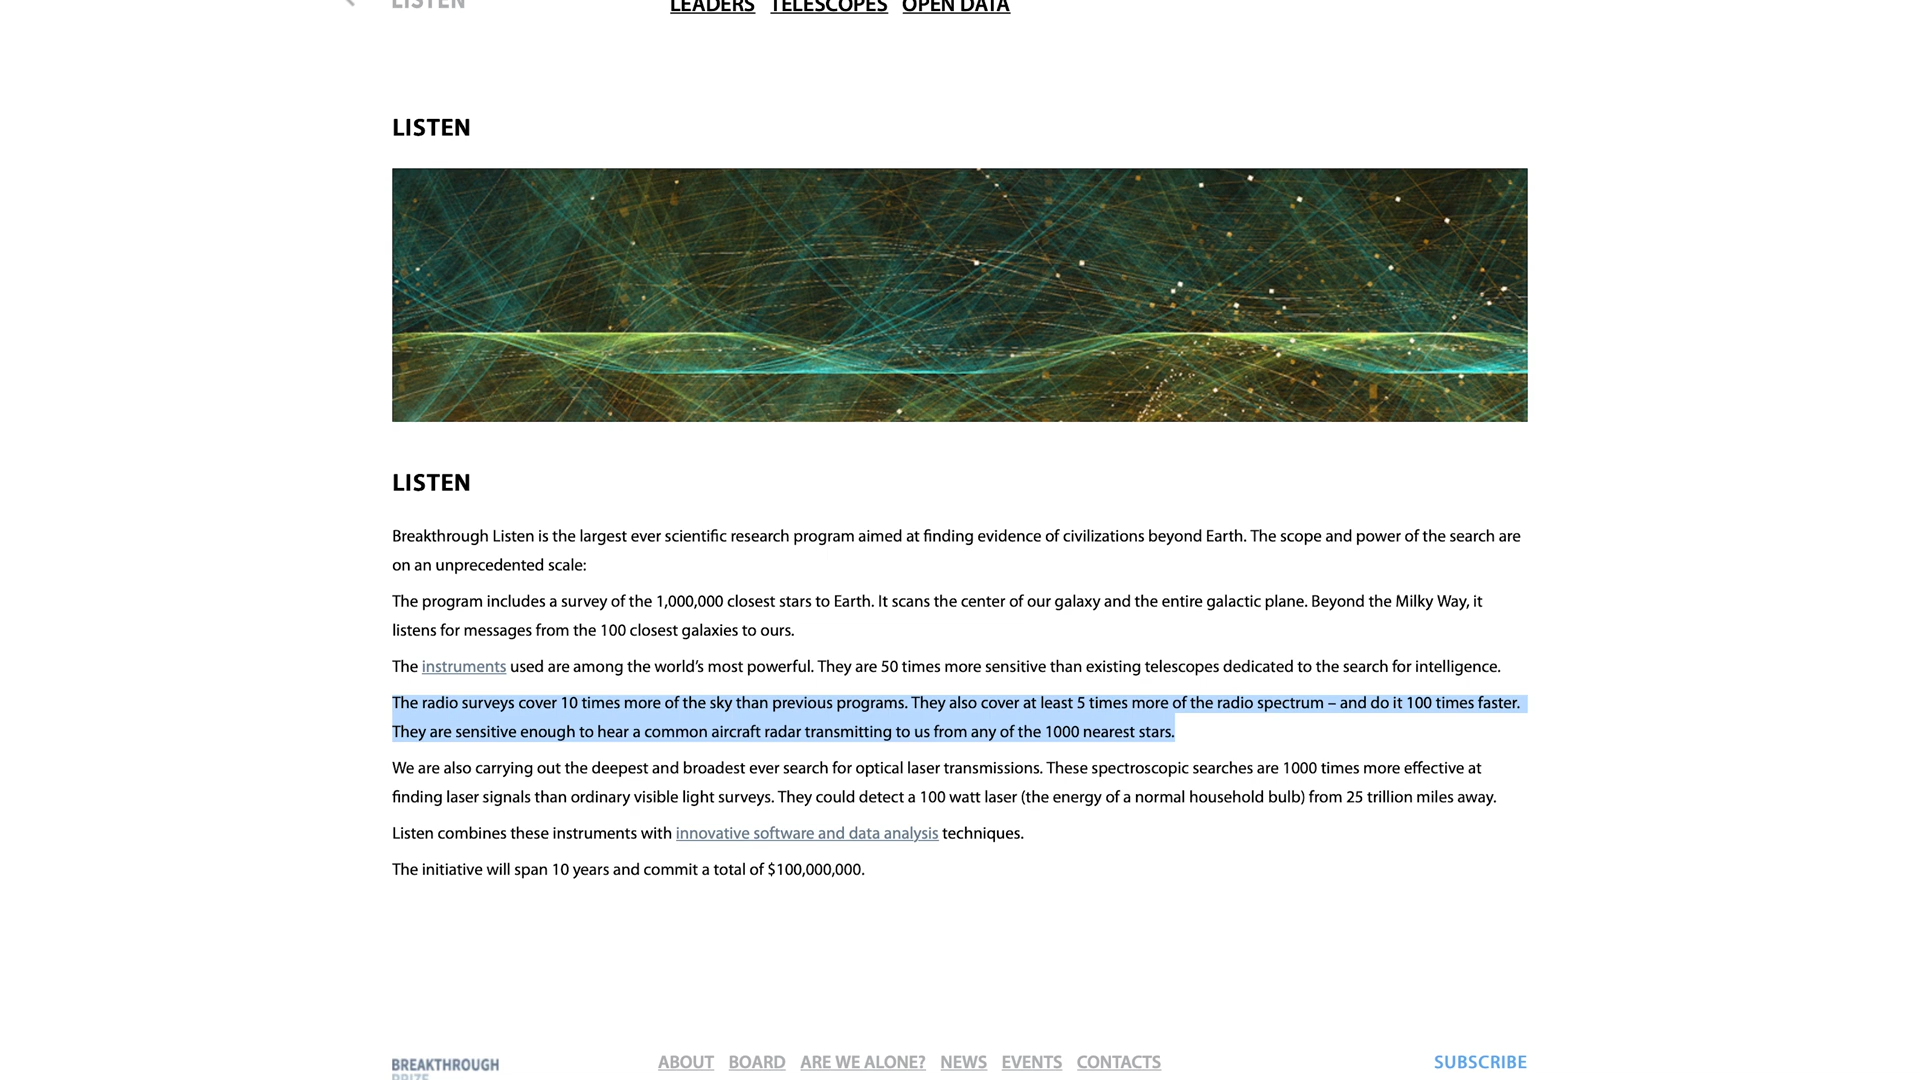 LISTEN
LEADERS TELESCOPES OPEN DATA
LISTEN
LISTEN
Breakthrough Listen is the largest ever scientific research program aimed at finding evidence of civilizations beyond Earth. The scope and power of the search are
on an unprecedented scale:
The program includes a survey of the 1,000,000 closest stars to Earth. It scans the center of our galaxy and the entire galactic plane. Beyond the Milky Way, it
listens for messages from the 100 closest galaxies to ours.
The instruments used are among the world’s most powerful. They are 50 times more sensitive than existing telescopes dedicated to the search for intelligence.
The radio surveys cover 10 times more of the sky than previous programs. They also cover at least 5 times more of the radio spectrum – and do it 100 times faster.
They are sensitive enough to hear a common aircraft radar transmitting to us from any of the 1000 nearest stars.
We are also carrying out the deepest and broadest ever search for optical laser transmissions. These spectroscopic searches are 1000 times more effective at
finding laser signals than ordinary visible light surveys. They could detect a 100 watt laser (the energy of a normal household bulb) from 25 trillion miles away.
Listen combines these instruments with innovative software and data analysis techniques.
The initiative will span 10 years and commit a total of $100,000,000.
BREAKTHROUGH
PRIZE
ABOUT BOARD ARE WE ALONE? NEWS EVENTS CONTACTS
SUBSCRIBE